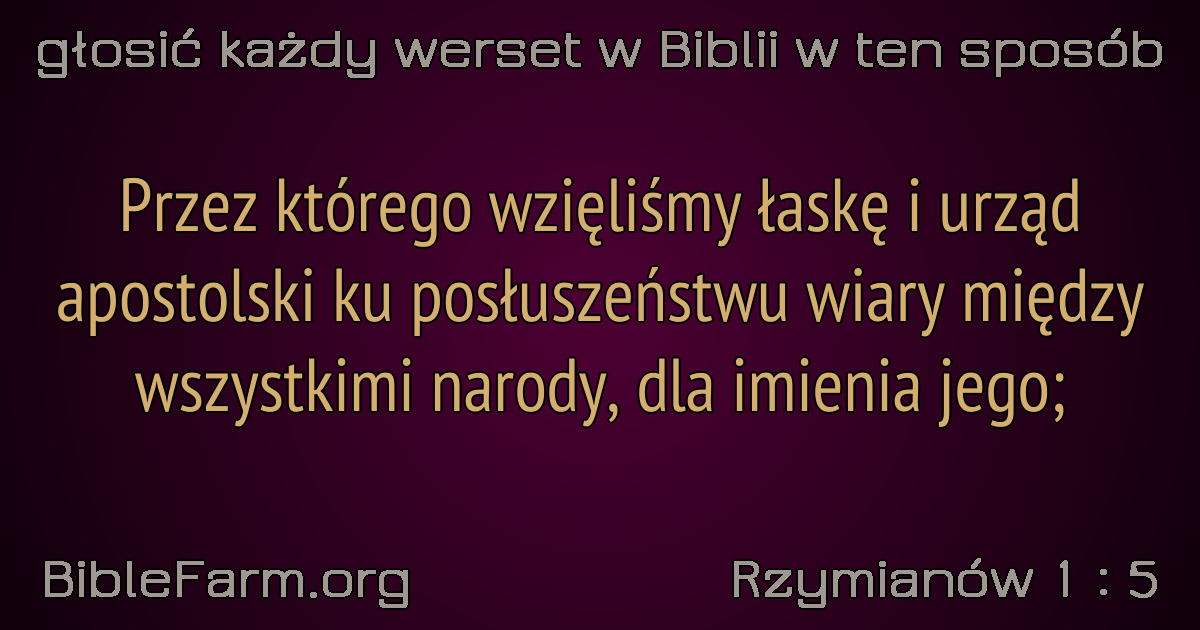 głosić każdy werset w Biblii w ten sposób
Przez którego wzięliśmy łaskę i urząd
apostolski ku posłuszeństwu wiary między
wszystkimi narody, dla imienia jego;
BibleFarm.org
Rzymianów 1 : 5